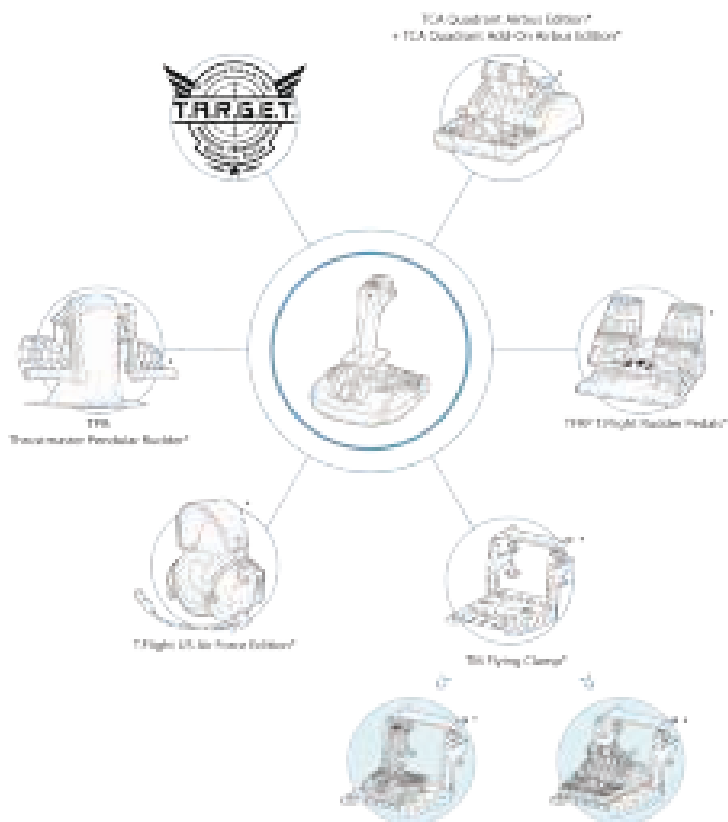 TCA Quadrant Airbus Edition*
+ TCA Quadrant Add-On Airbus Edition*
T.A.R.G.E.T.
TPR
Thrustmaster Pendular Rudder*
TFRP T.Flight Rudder Pedals*
T.Flight US Air Force Edition*
TM Flying Clamp*